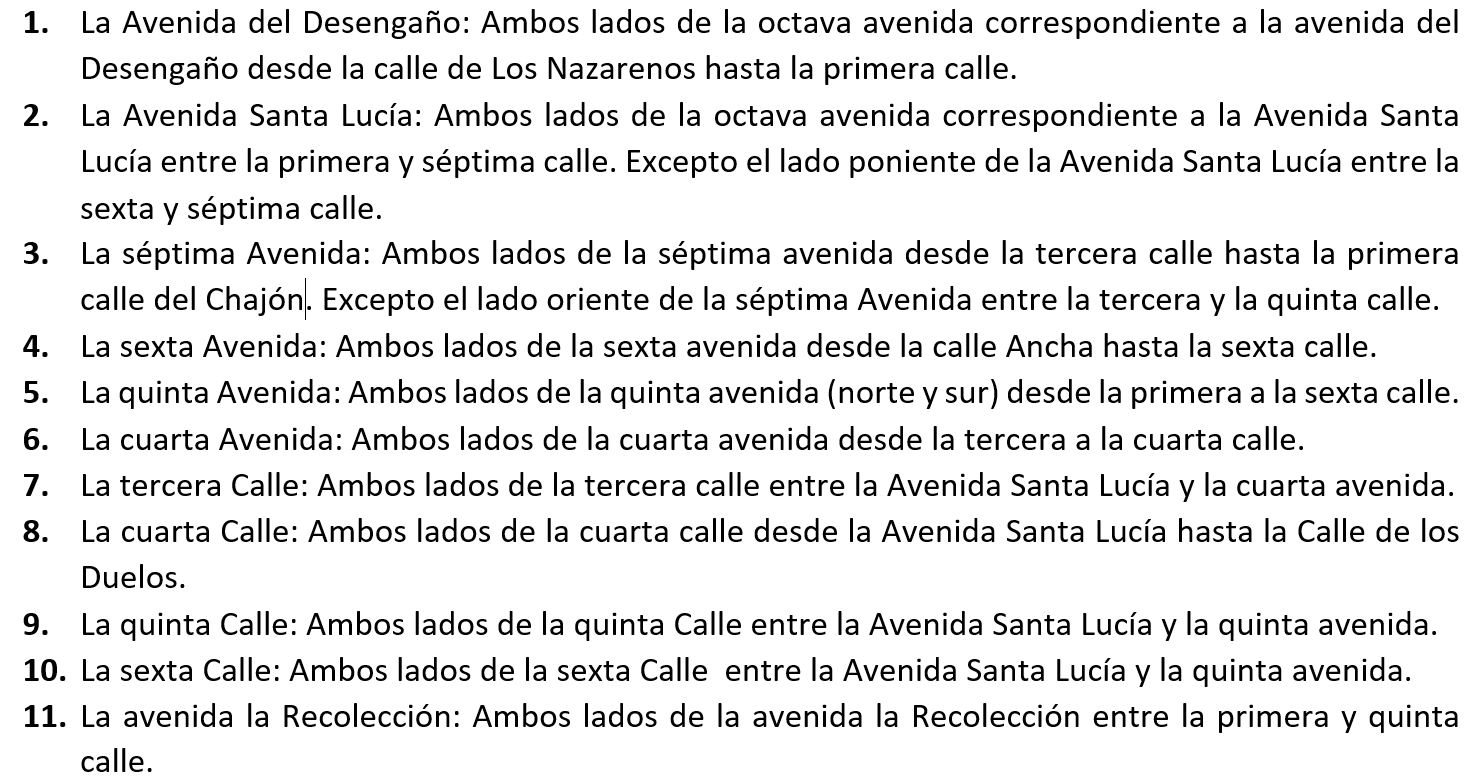 1. La Avenida del Desengaño: Ambos lados de la octava avenida correspondiente a la avenida del
Desengaño desde la calle de Los Nazarenos hasta la primera calle.
2. La Avenida Santa Lucía: Ambos lados de la octava avenida correspondiente a la Avenida Santa
Lucía entre la primera y séptima calle. Excepto el lado poniente de la Avenida Santa Lucía entre la
sexta y séptima calle.
3. La séptima Avenida: Ambos lados de la séptima avenida desde la tercera calle hasta la primera
calle del Chajón. Excepto el lado oriente de la séptima Avenida entre la tercera y la quinta calle.
4. La sexta Avenida: Ambos lados de la sexta avenida desde la calle Ancha hasta la sexta calle.
5. La quinta Avenida: Ambos lados de la quinta avenida (norte y sur) desde la primera a la sexta calle.
6. La cuarta Avenida: Ambos lados de la cuarta avenida desde la tercera a la cuarta calle.
7. La tercera Calle: Ambos lados de la tercera calle entre la Avenida Santa Lucía y la cuarta avenida.
8. La cuarta Calle: Ambos lados de la cuarta calle desde la Avenida Santa Lucía hasta la Calle de los
Duelos.
9. La quinta Calle: Ambos lados de la quinta Calle entre la Avenida Santa Lucía y la quinta avenida.
10. La sexta Calle: Ambos lados de la sexta Calle  entre la Avenida Santa Lucía y la quinta avenida.
11. La avenida la Recolección: Ambos lados de la avenida la Recolección entre la primera y quinta
calle.